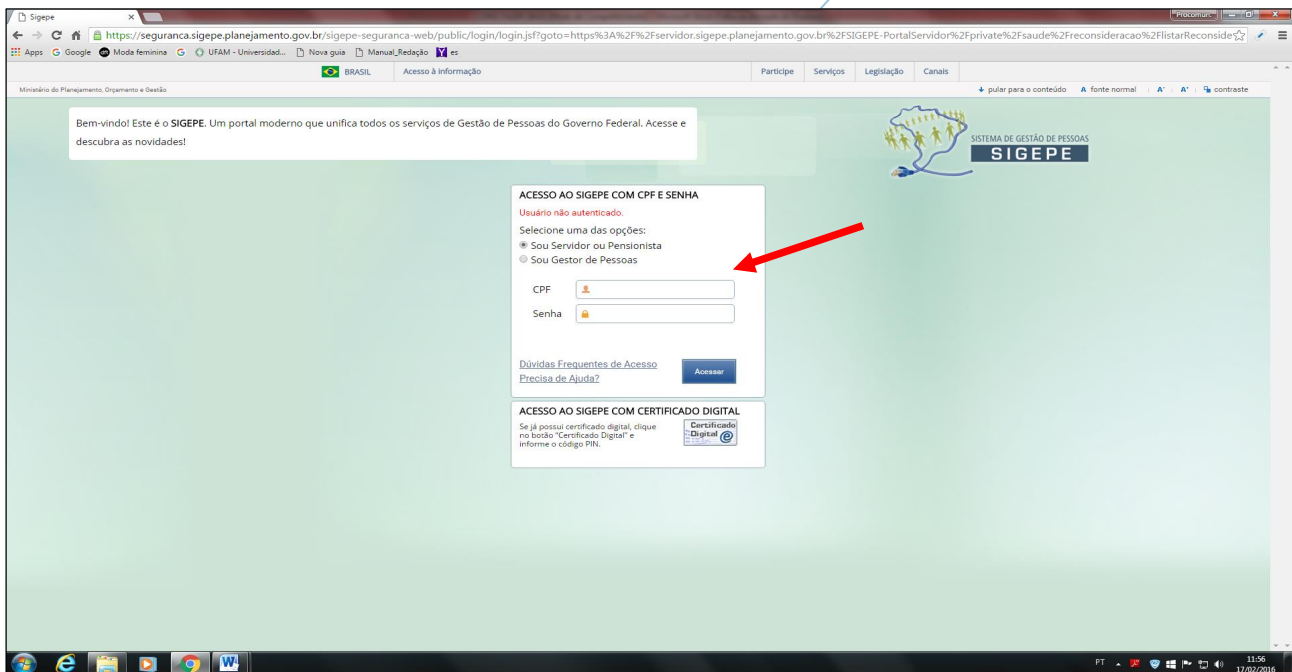 Sigepe
Procomun:
https://seguranca.sigepe.planejamento.gov.br/sigepe-seguranca-web/public/login/login.jsf?goto=https%3A%2F%2Fservidor.sigepe.planejamento.gov.br%2FSIGEPE-PortalServidor%2Fprivate%2Fsaude%2Freconsideracao%2FlistarReconside
Apps Google Moda feminina UFAM - Universidad... Nova guia Manual_Redação es
BRASIL Acesso à informação Participe Serviços Legislação Canais
Ministério do Planejamento, Orçamento e Gestão pular para o conteúdo A fonte normal A- A+ contraste
Bem-vindo! Este é o SIGEPE. Um portal moderno que unifica todos os serviços de Gestão de Pessoas do Governo Federal. Acesse e
descubra as novidades!
SISTEMA DE GESTÃO DE PESSOAS
SIGEPE
ACESSO AO SIGEPE COM CPF E SENHA
Usuário não autenticado.
Selecione uma das opções:
Sou Servidor ou Pensionista
Sou Gestor de Pessoas
CPF
Senha
Dúvidas Frequentes de Acesso
Precisa de Ajuda?
Acessar
ACESSO AO SIGEPE COM CERTIFICADO DIGITAL
Se já possui certificado digital, clique
no botão "Certificado Digital" e
informe o código PIN.
Certificado
Digital
PT
11:56
17/02/2016